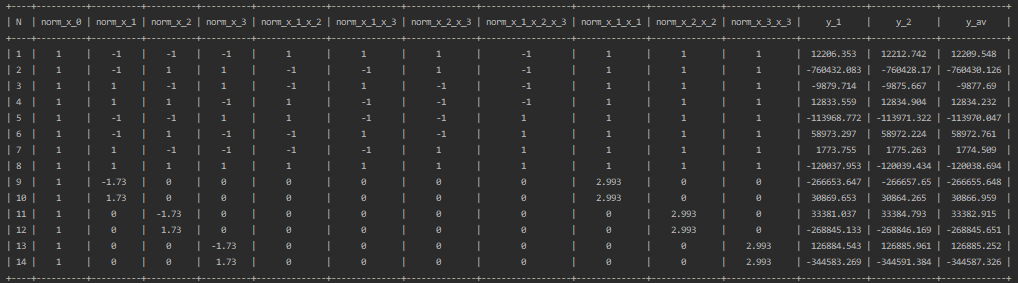 | N | norm_x_0 | norm_x_1 | norm_x_2 | norm_x_3 | norm_x_1_x_2 | norm_x_1_x_3 | norm_x_2_x_3 | norm_x_1_x_2_x_3 | norm_x_1_x_1 | norm_x_2_x_2 | norm_x_3_x_3 | y_1 | y_2 | y_av |
| 1 | 1 | -1 | -1 | -1 | 1 | 1 | 1 | -1 | 1 | 1 | 1 | 12206.353 | 12212.742 | 12209.548 |
| 2 | 1 | -1 | 1 | 1 | -1 | -1 | 1 | -1 | 1 | 1 | 1 | -760432.083 | -760428.17 | -760430.126 |
| 3 | 1 | 1 | -1 | 1 | -1 | 1 | -1 | -1 | 1 | 1 | 1 | -9879.714 | -9875.667 | -9877.69 |
| 4 | 1 | 1 | 1 | -1 | 1 | -1 | -1 | -1 | 1 | 1 | 1 | 12833.559 | 12834.904 | 12834.232 |
| 5 | 1 | -1 | -1 | 1 | 1 | -1 | -1 | 1 | 1 | 1 | 1 | -113968.772 | -113971.322 | -113970.047 |
| 6 | 1 | -1 | 1 | -1 | -1 | 1 | -1 | 1 | 1 | 1 | 1 | 58973.297 | 58972.224 | 58972.761 |
| 7 | 1 | 1 | -1 | -1 | -1 | -1 | 1 | 1 | 1 | 1 | 1 | 1773.755 | 1775.263 | 1774.509 |
| 8 | 1 | 1 | 1 | 1 | 1 | 1 | 1 | 1 | 1 | 1 | 1 | -120037.953 | -120039.434 | -120038.694 |
| 9 | 1 | -1.73 | 0 | 0 | 0 | 0 | 0 | 0 | 2.993 | 0 | 0 | -266653.647 | -266657.65 | -266655.648 |
| 10 | 1 | 1.73 | 0 | 0 | 0 | 0 | 0 | 0 | 2.993 | 0 | 0 | 30869.653 | 30864.265 | 30866.959 |
| 11 | 1 | 0 | -1.73 | 0 | 0 | 0 | 0 | 0 | 0 | 2.993 | 0 | 33381.037 | 33384.793 | 33382.915 |
| 12 | 1 | 0 | 1.73 | 0 | 0 | 0 | 0 | 0 | 0 | 2.993 | 0 | -268845.133 | -268846.169 | -268845.651 |
| 13 | 1 | 0 | 0 | -1.73 | 0 | 0 | 0 | 0 | 0 | 0 | 2.993 | 126884.543 | 126885.961 | 126885.252 |
| 14 | 1 | 0 | 0 | 1.73 | 0 | 0 | 0 | 0 | 0 | 0 | 2.993 | -344583.269 | -344591.384 | -344587.326 |